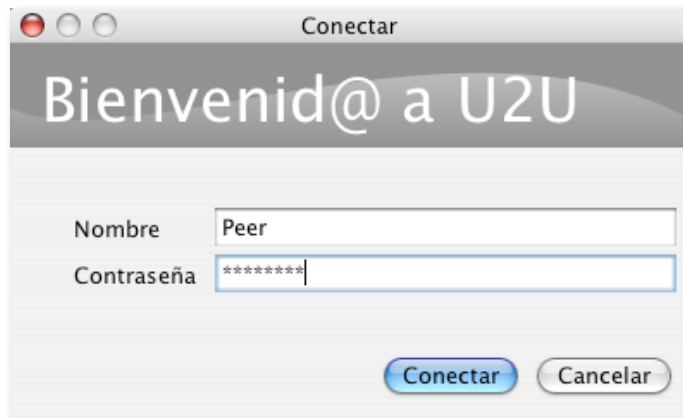 Conectar
Bienvenid@ a U2U
Nombre Peer
Contraseña ********
Conectar Cancelar